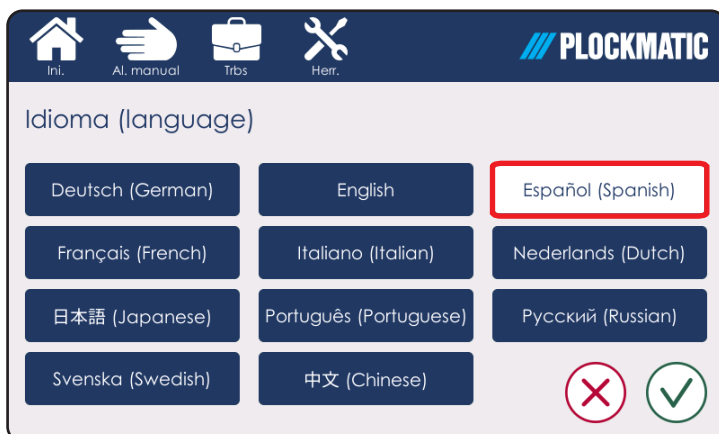 Ini. Al. manual Trbs Herr. PLOCKMATIC
Idioma (language)
Deutsch (German) English Español (Spanish)
Français (French) Italiano (Italian) Nederlands (Dutch)
日本語 (Japanese) Português (Portuguese) Русский (Russian)
Svenska (Swedish) 中文 (Chinese)